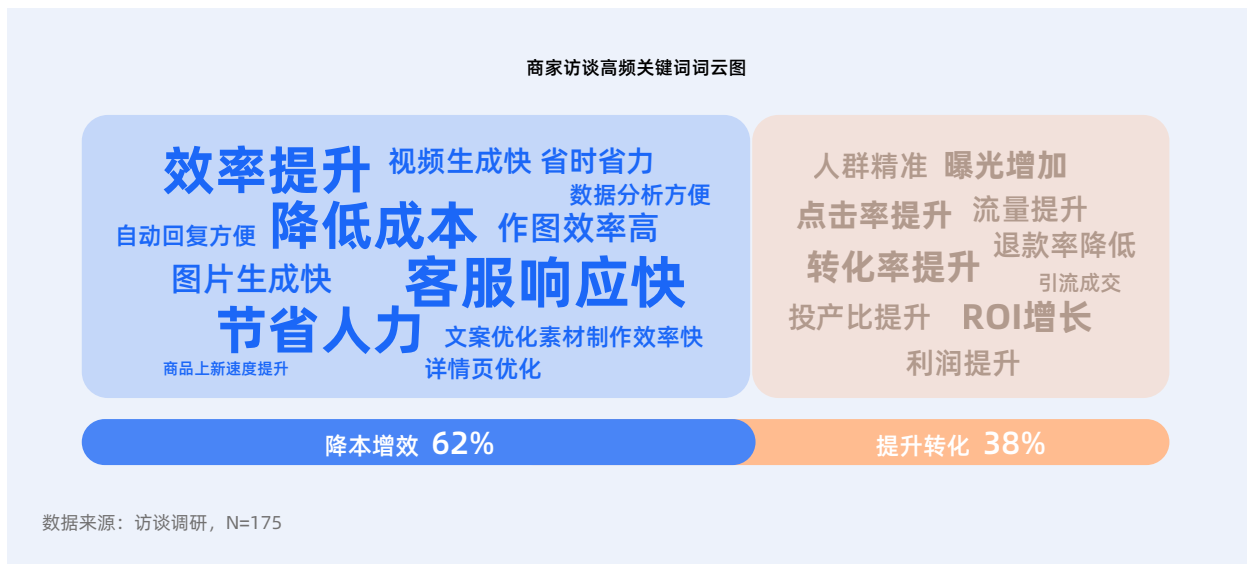 商家访谈高频关键词词云图
效率提升 视频生成快 省时省力
数据分析方便
自动回复方便 降低成本 作图效率高
图片生成快 客服响应快
节省人力 文案优化素材制作效率快
商品上新速度提升 详情页优化
人群精准 曝光增加
点击率提升 流量提升
转化率提升 退款率降低
引流成交
投产比提升 ROI增长
利润提升
降本增效 62%
提升转化 38%
数据来源：访谈调研，N=175